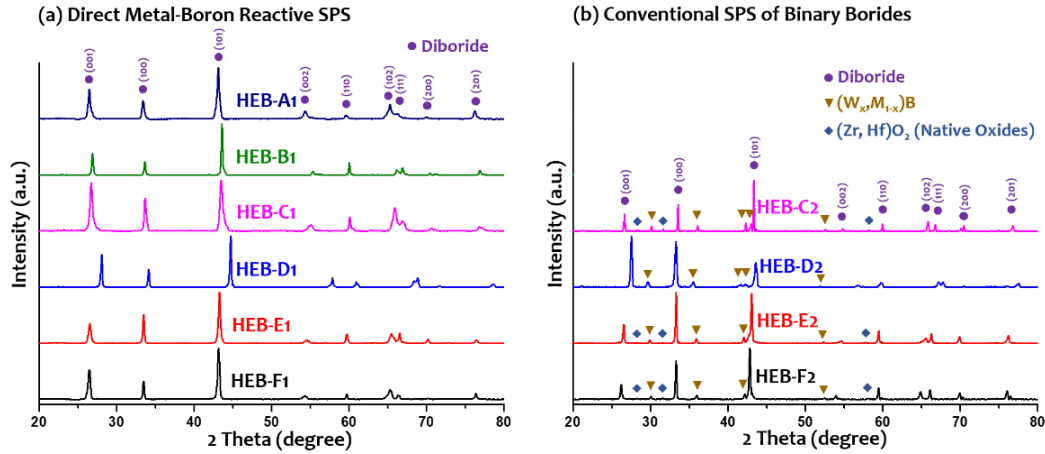 (a) Direct Metal-Boron Reactive SPS
Diboride
(001)
(100)
(101)
(002)
(110)
(102)
(111)
(200)
(201)
HEB-A1
HEB-B1
HEB-C1
HEB-D1
HEB-E1
HEB-F1
Intensity (a.u.)
20 30 40 50 60 70 80
2 Theta (degree)
(b) Conventional SPS of Binary Borides
Diboride
(Wₓ,M₁₋ₓ)B
(Zr, Hf)O₂ (Native Oxides)
(001)
(100)
(101)
(002)
(110)
(102)
(111)
(200)
(201)
HEB-C2
HEB-D2
HEB-E2
HEB-F2
Intensity (a.u.)
20 30 40 50 60 70 80
2 Theta (degree)